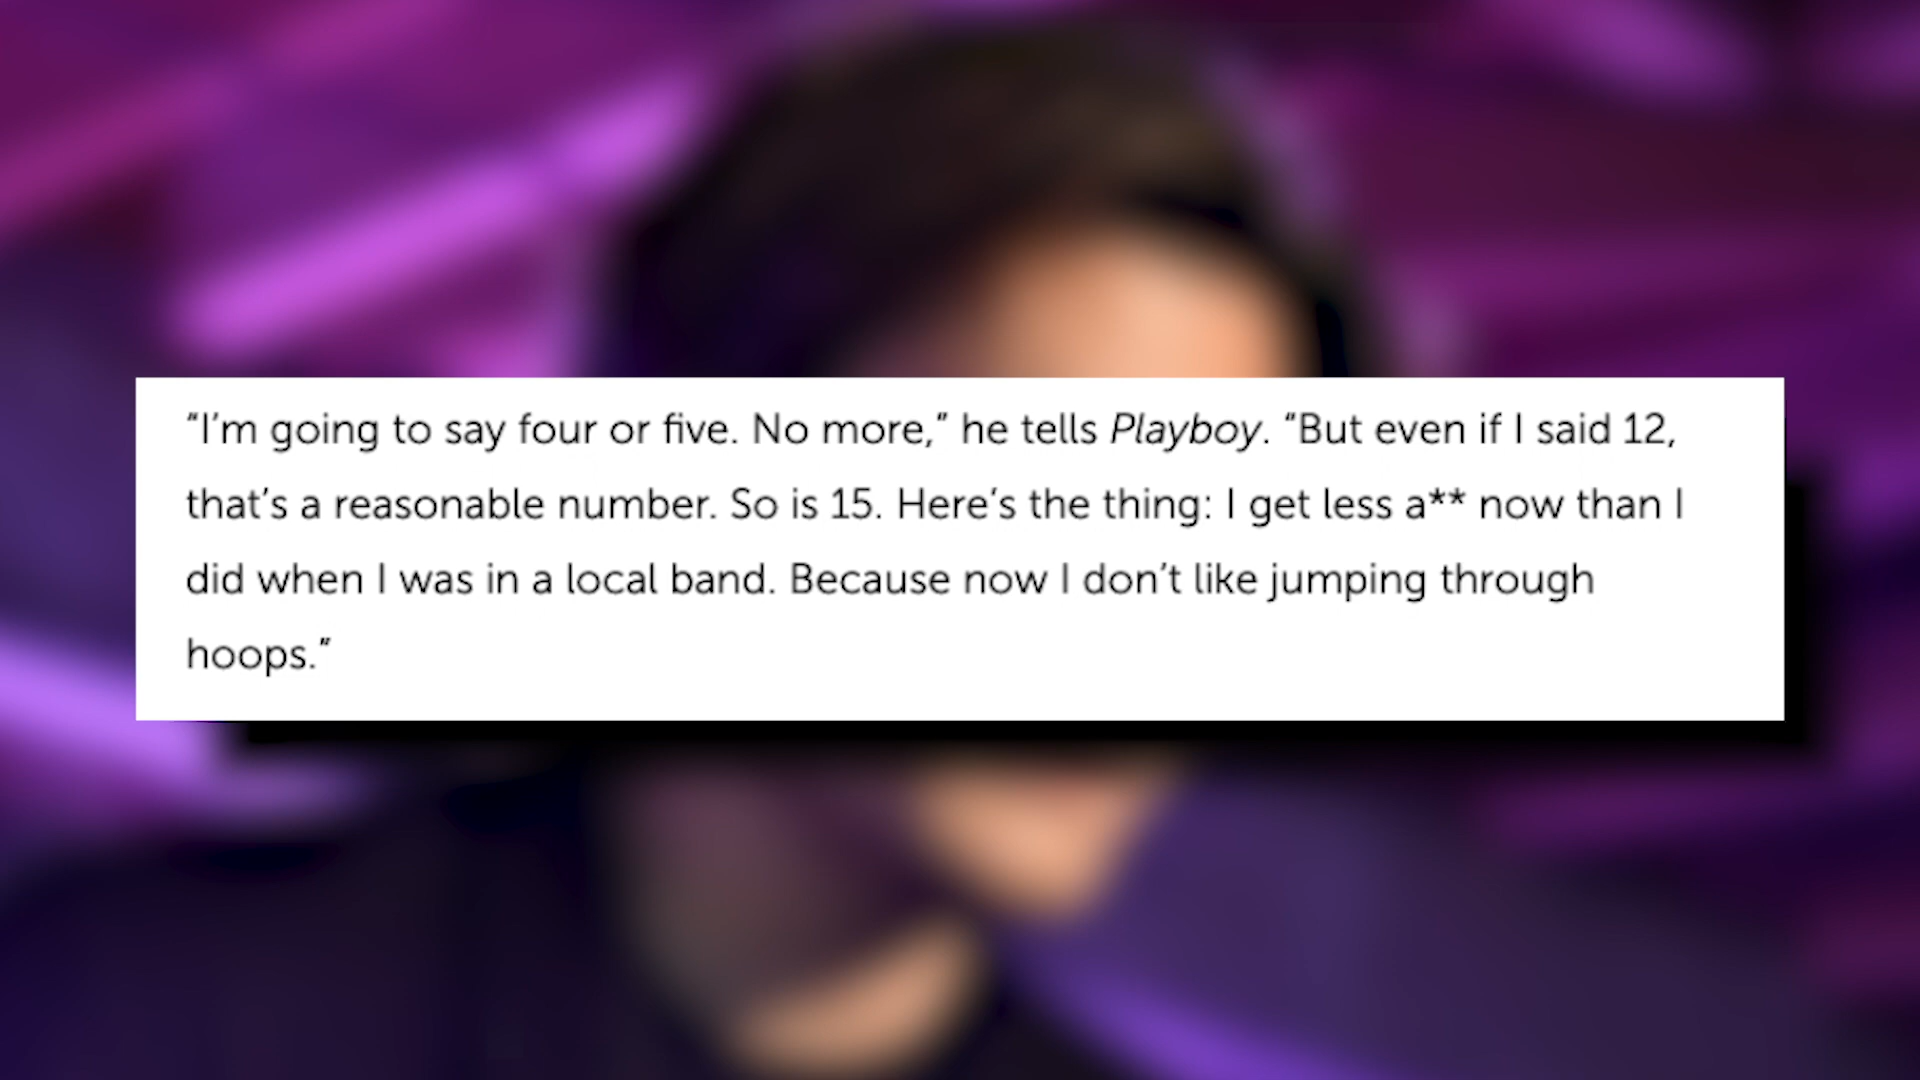 “I’m going to say four or five. No more,” he tells Playboy. “But even if I said 12,
that’s a reasonable number. So is 15. Here’s the thing: I get less a** now than I
did when I was in a local band. Because now I don’t like jumping through
hoops.”